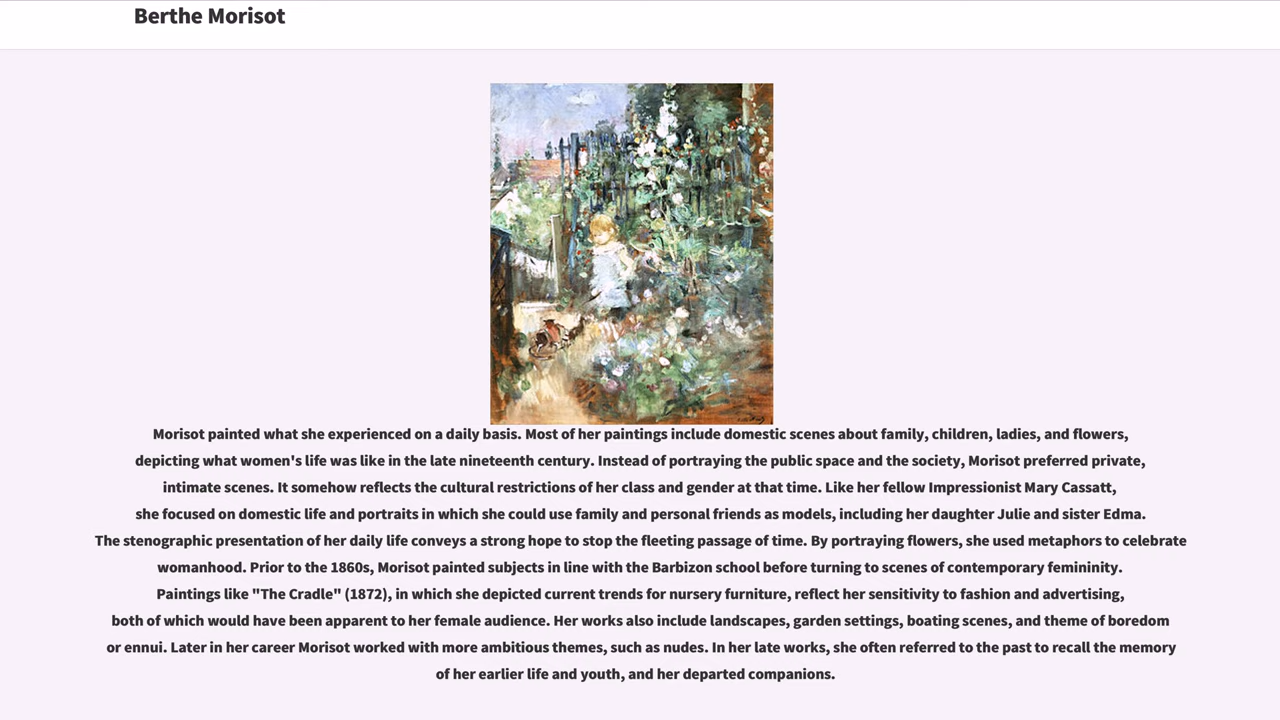 Berthe Morisot
Morisot painted what she experienced on a daily basis. Most of her paintings include domestic scenes about family, children, ladies, and flowers,
depicting what women's life was like in the late nineteenth century. Instead of portraying the public space and the society, Morisot preferred private,
intimate scenes. It somehow reflects the cultural restrictions of her class and gender at that time. Like her fellow Impressionist Mary Cassatt,
she focused on domestic life and portraits in which she could use family and personal friends as models, including her daughter Julie and sister Edma.
The stenographic presentation of her daily life conveys a strong hope to stop the fleeting passage of time. By portraying flowers, she used metaphors to celebrate
womanhood. Prior to the 1860s, Morisot painted subjects in line with the Barbizon school before turning to scenes of contemporary femininity.
Paintings like "The Cradle" (1872), in which she depicted current trends for nursery furniture, reflect her sensitivity to fashion and advertising,
both of which would have been apparent to her female audience. Her works also include landscapes, garden settings, boating scenes, and theme of boredom
or ennui. Later in her career Morisot worked with more ambitious themes, such as nudes. In her late works, she often referred to the past to recall the memory
of her earlier life and youth, and her departed companions.